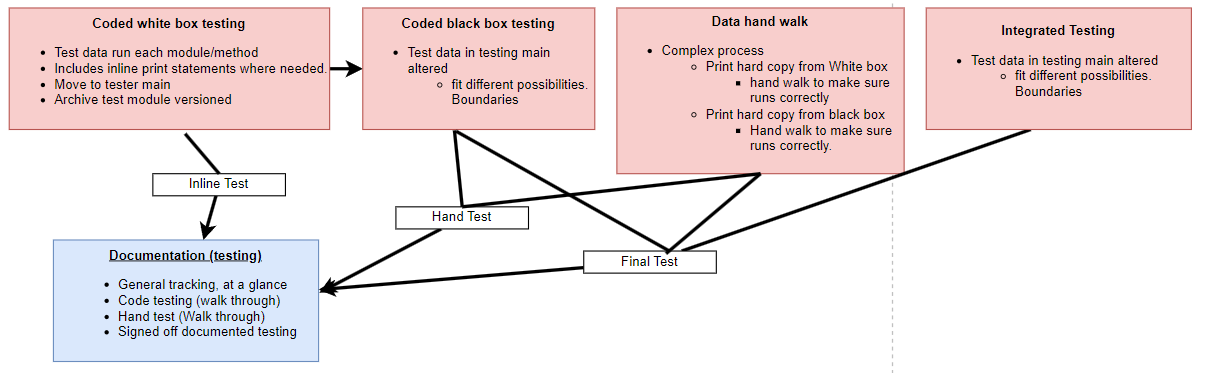 Coded white box testing
Test data run each module/method
Includes inline print statements where needed.
Move to tester main
Archive test module versioned
Coded black box testing
Test data in testing main
altered
fit different possibilities.
Boundaries
Data hand walk
Complex process
Print hard copy from White box
hand walk to make sure
runs correctly
Print hard copy from black box
Hand walk to make sure
runs correctly.
Integrated Testing
Test data in testing main altered
fit different possibilities.
Boundaries
Inline Test
Hand Test
Final Test
Documentation (testing)
General tracking, at a glance
Code testing (walk through)
Hand test (Walk through)
Signed off documented testing